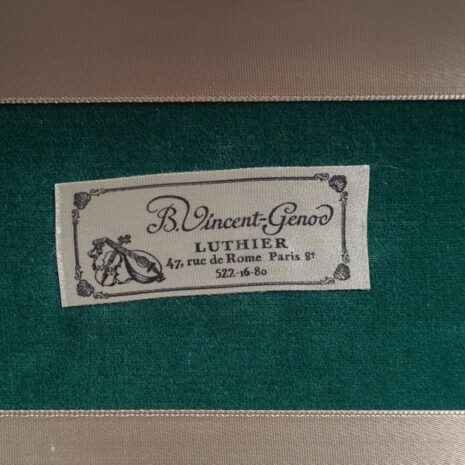 B. Vincent-Genod
LUTHIER
47, rue de Rome Paris 8e
522-16-80